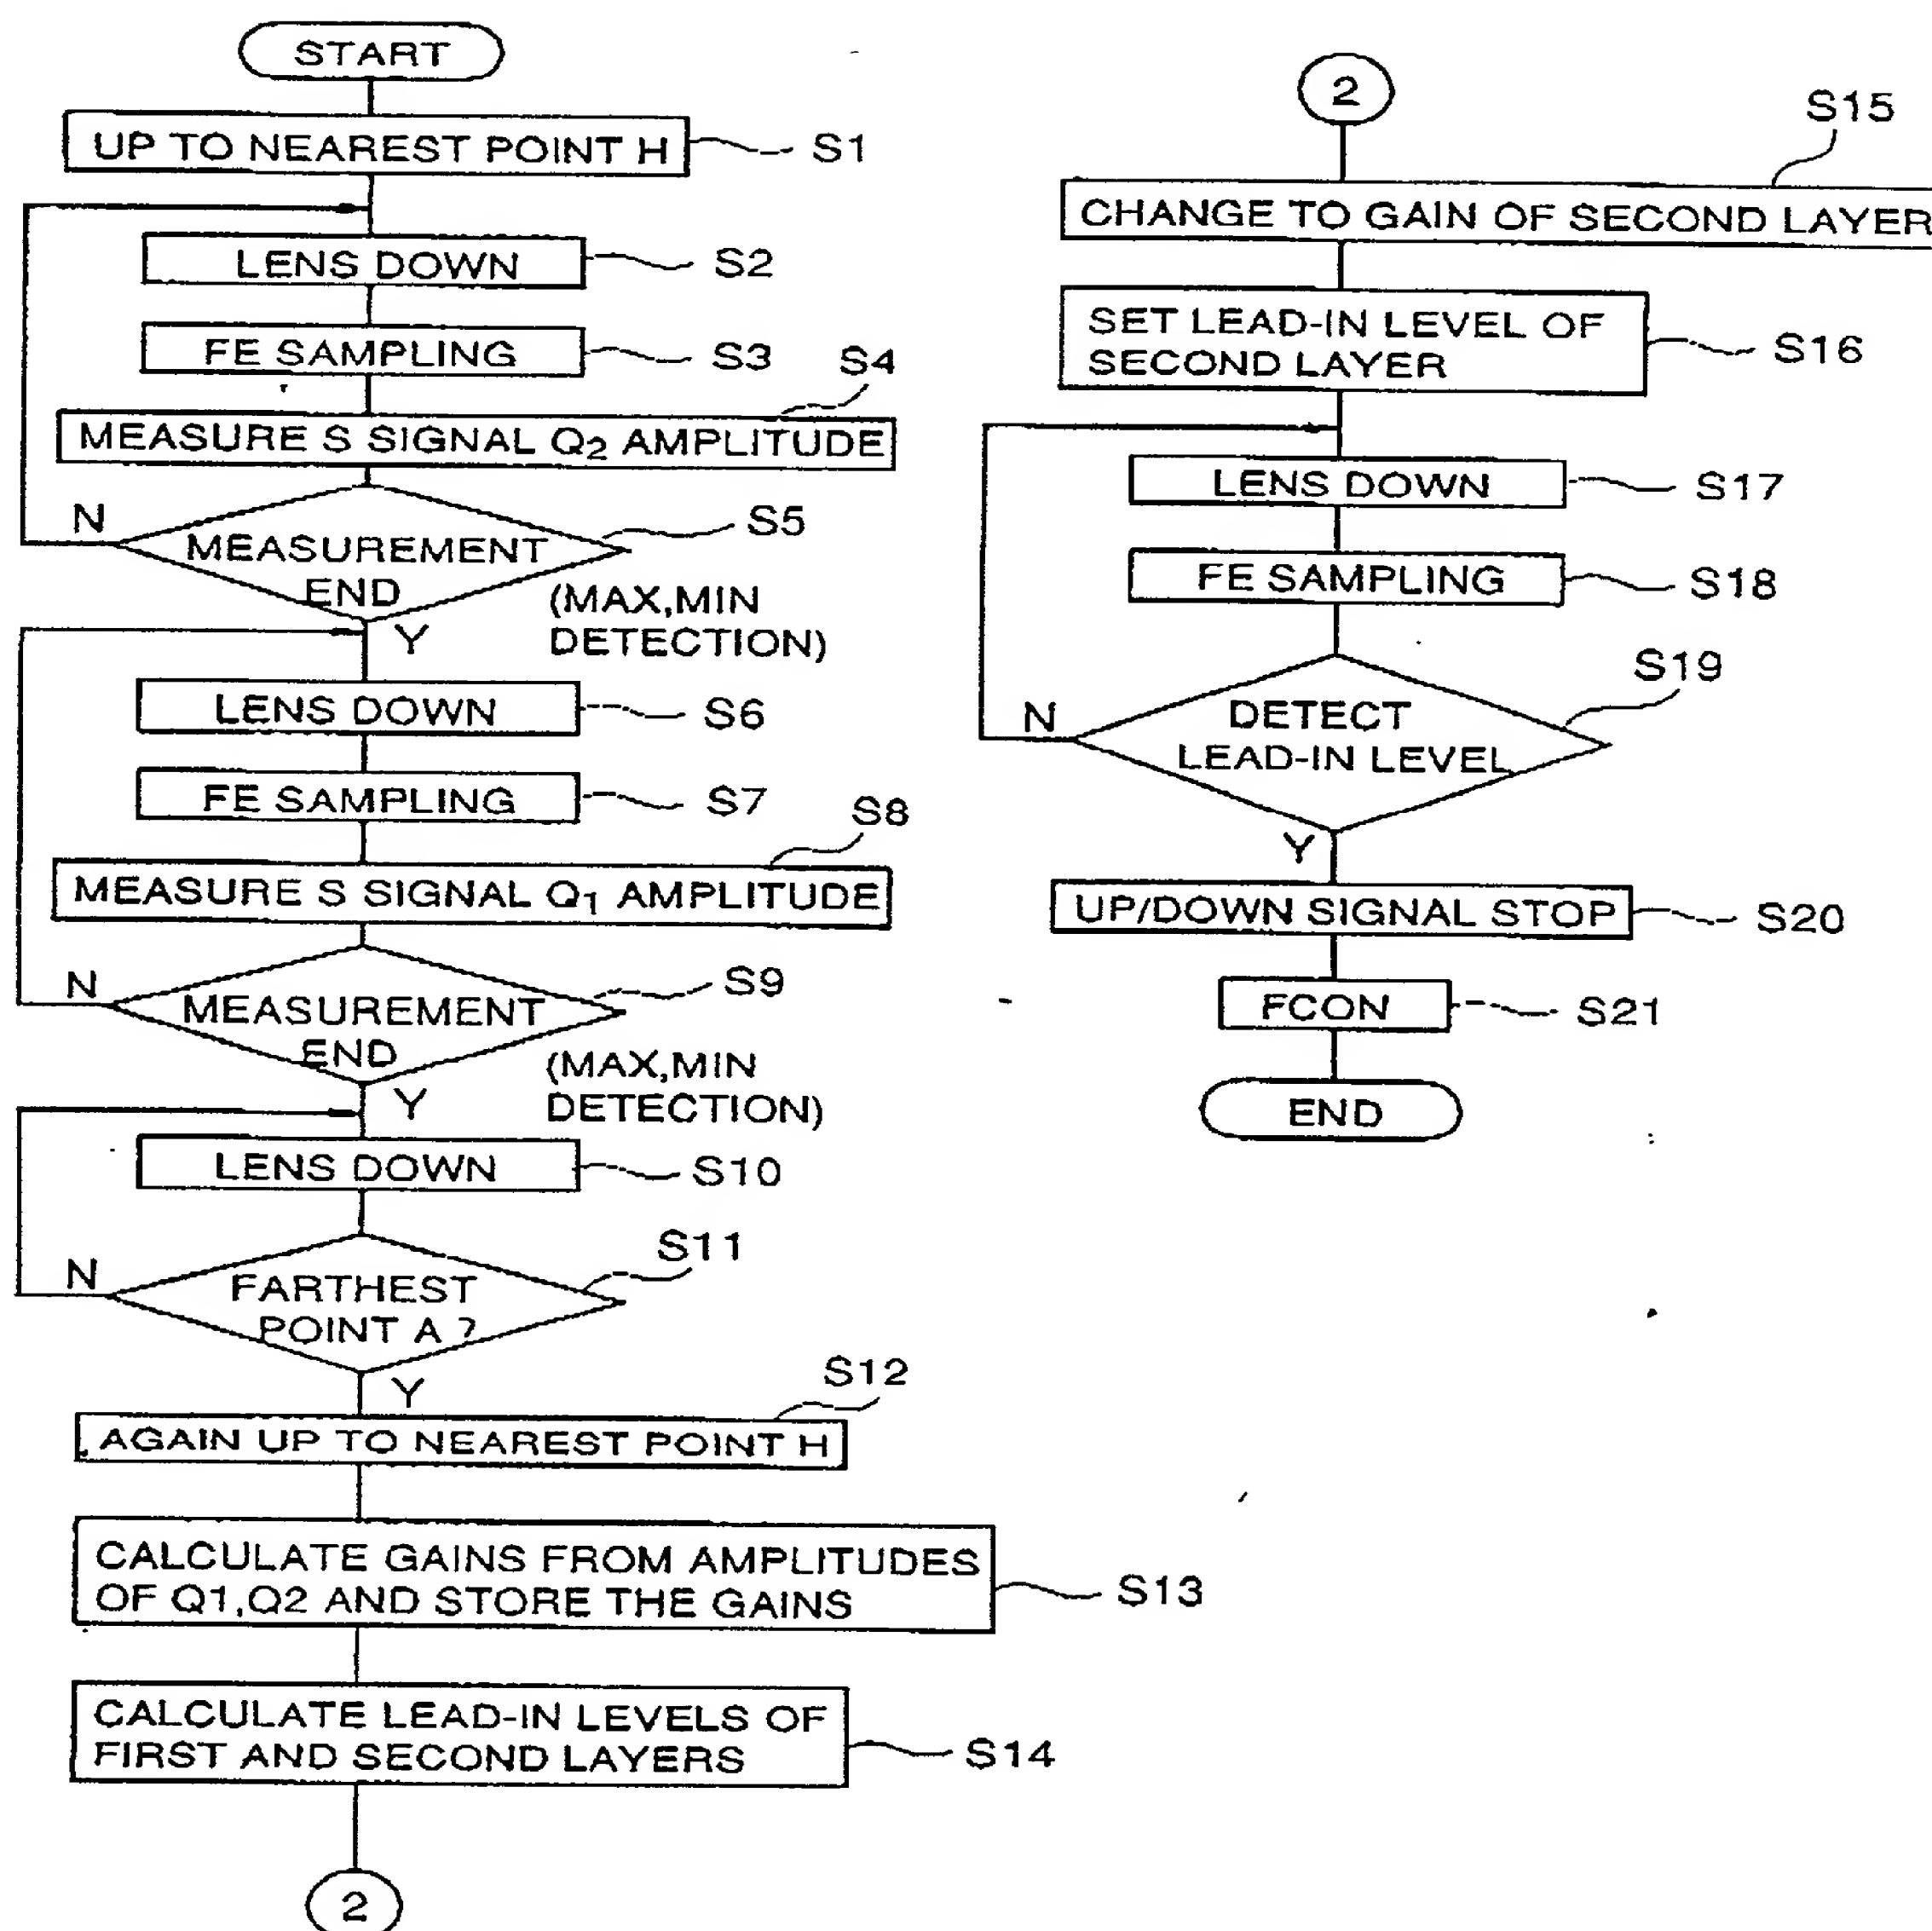 START
UP TO NEAREST POINT H
S1
LENS DOWN
S2
FE SAMPLING
S3
S4
MEASURE S SIGNAL Q2 AMPLITUDE
N
S5
MEASUREMENT
END
(MAX,MIN
DETECTION)
Y
LENS DOWN
S6
FE SAMPLING
S7
S8
MEASURE S SIGNAL Q1 AMPLITUDE
N
S9
MEASUREMENT
END
(MAX,MIN
DETECTION)
Y
LENS DOWN
S10
S11
N
FARTHEST
POINT A ?
Y
S12
AGAIN UP TO NEAREST POINT H
CALCULATE GAINS FROM AMPLITUDES
OF Q1,Q2 AND STORE THE GAINS
S13
CALCULATE LEAD-IN LEVELS OF
FIRST AND SECOND LAYERS
S14
2
2
S15
CHANGE TO GAIN OF SECOND LAYER
SET LEAD-IN LEVEL OF
SECOND LAYER
S16
LENS DOWN
S17
FE SAMPLING
S18
S19
N
DETECT
LEAD-IN LEVEL
Y
UP/DOWN SIGNAL STOP
S20
FCON
S21
END